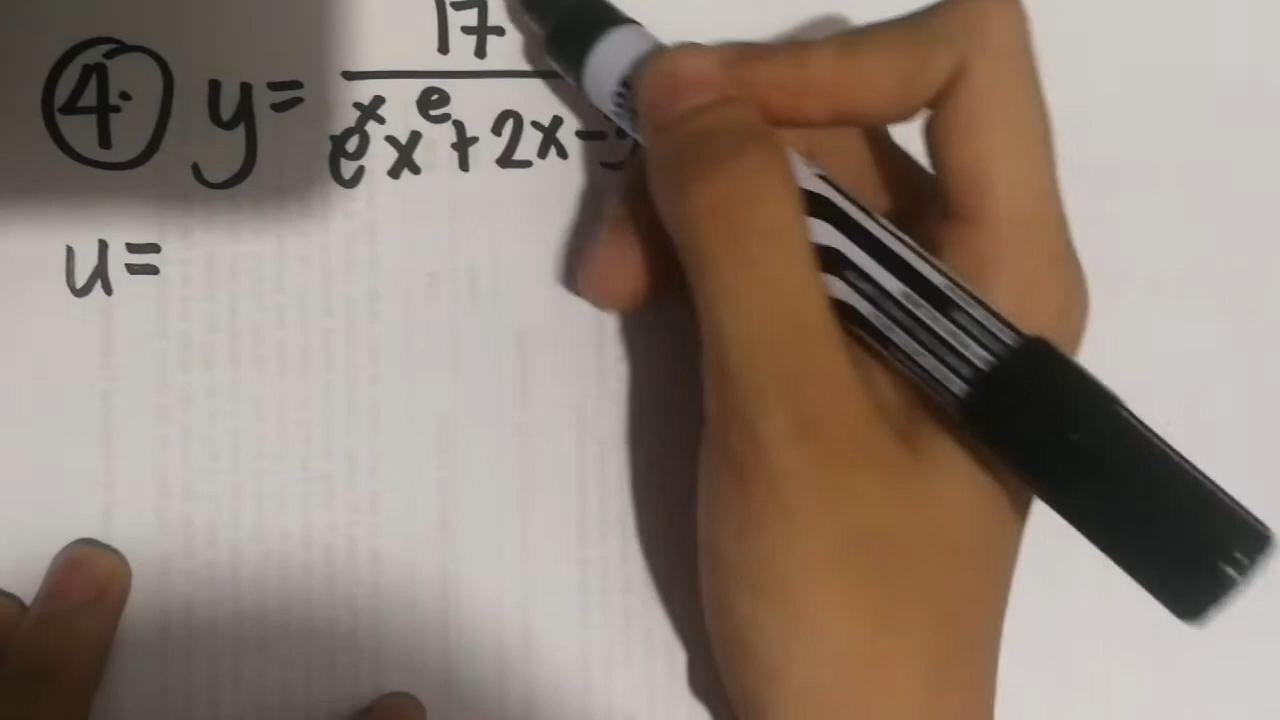 17
④ y = ———
e^x x^e + 2x -
u =